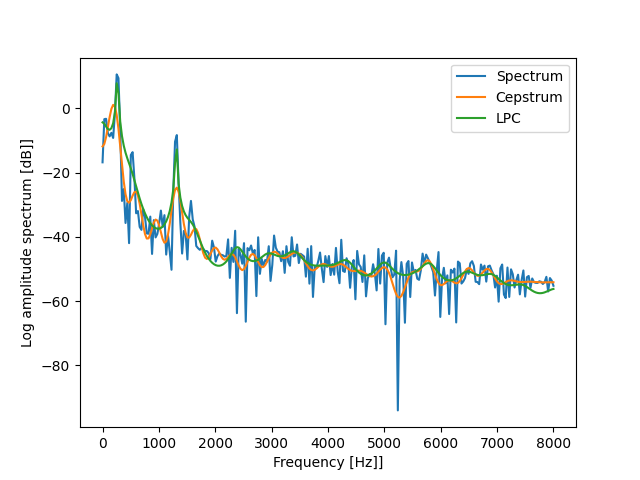 Spectrum
Cepstrum
LPC
Log amplitude spectrum [dB]]
0
−20
−40
−60
−80
0 1000 2000 3000 4000 5000 6000 7000 8000
Frequency [Hz]]